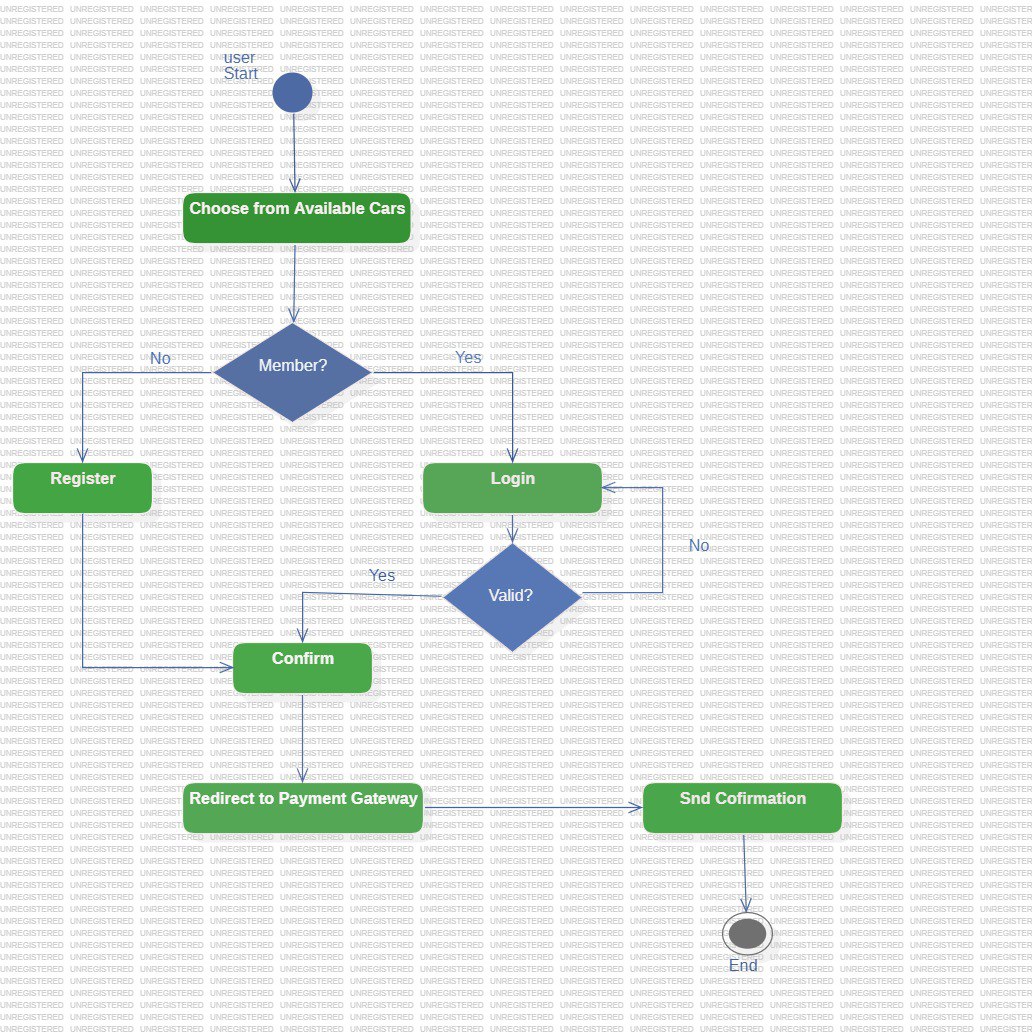 user
Start
Choose from Available Cars
Member?
No
Yes
Register
Login
No
Yes
Valid?
Confirm
Redirect to Payment Gateway
Snd Cofirmation
End
UNREGISTERED